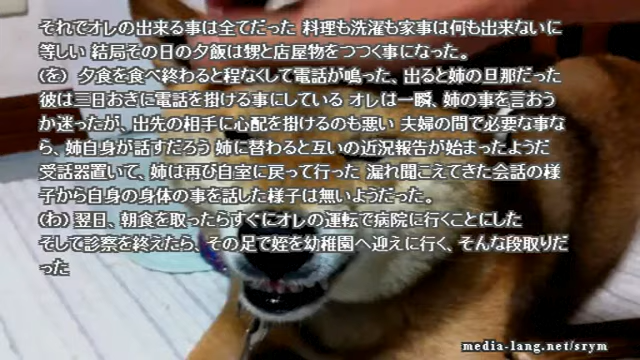 それでオレの出来る事は全てだった 料理も洗濯も家事は何も出来ないに
等しい 結局その日の夕飯は甥と店屋物をつつく事になった。
(を) 夕食を食べ終わると程なくして電話が鳴った、出ると姉の旦那だった
彼は三日おきに電話を掛ける事にしている オレは一瞬、姉の事を言おう
か迷ったが、出先の相手に心配を掛けるのも悪い 夫婦の間で必要な事な
ら、姉自身が話すだろう 姉に替わると互いの近況報告が始まったようだ
受話器置いて、姉は再び自室に戻って行った 漏れ聞こえてきた会話の様
子から自身の身体の事を話した様子は無いようだった。
(わ) 翌日、朝食を取ったらすぐにオレの運転で病院に行くことにした
そして診察を終えたら、その足で姪を幼稚園へ迎えに行く、そんな段取りだ
った
media-lang.net/srym